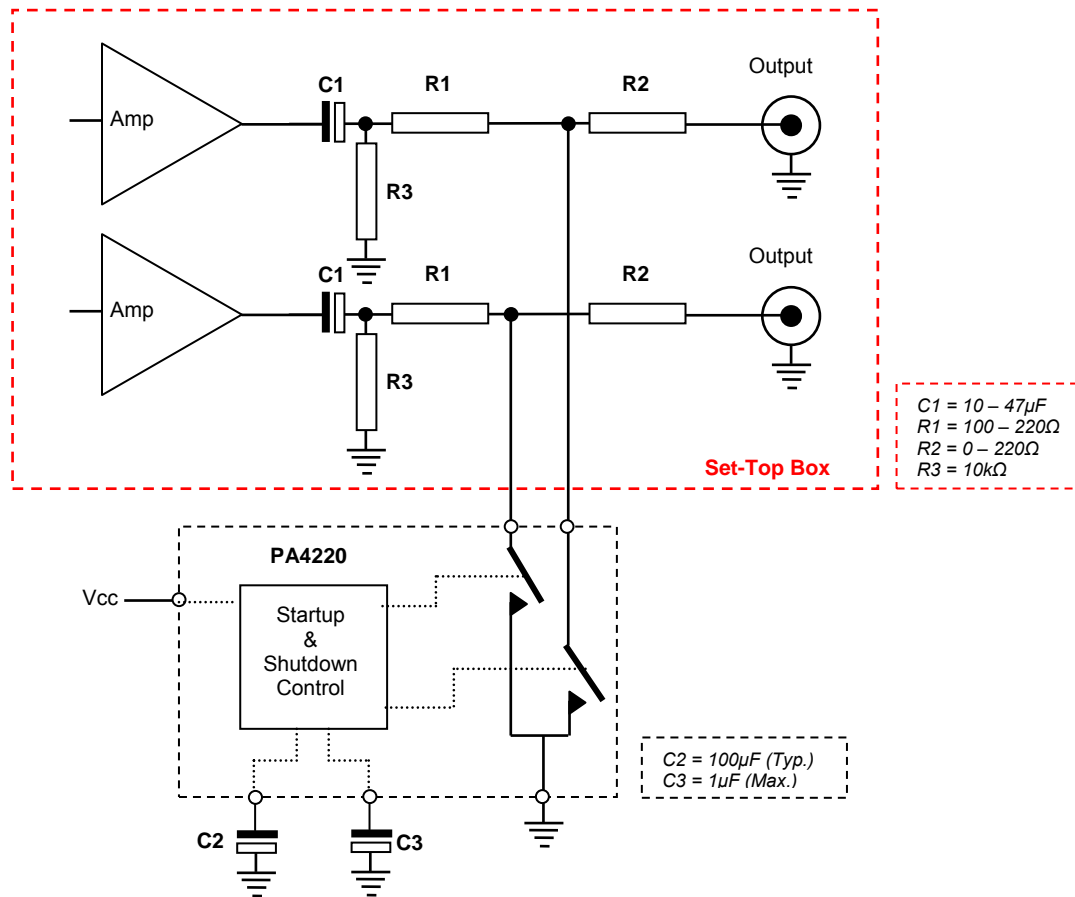 Output
C1
R1
R2
Amp
R3
Output
C1
R1
R2
Amp
R3
C1 = 10 – 47µF
R1 = 100 – 220Ω
R2 = 0 – 220Ω
R3 = 10kΩ
Set-Top Box
PA4220
Vcc
Startup
&
Shutdown
Control
C2 = 100µF (Typ.)
C3 = 1µF (Max.)
C2
C3